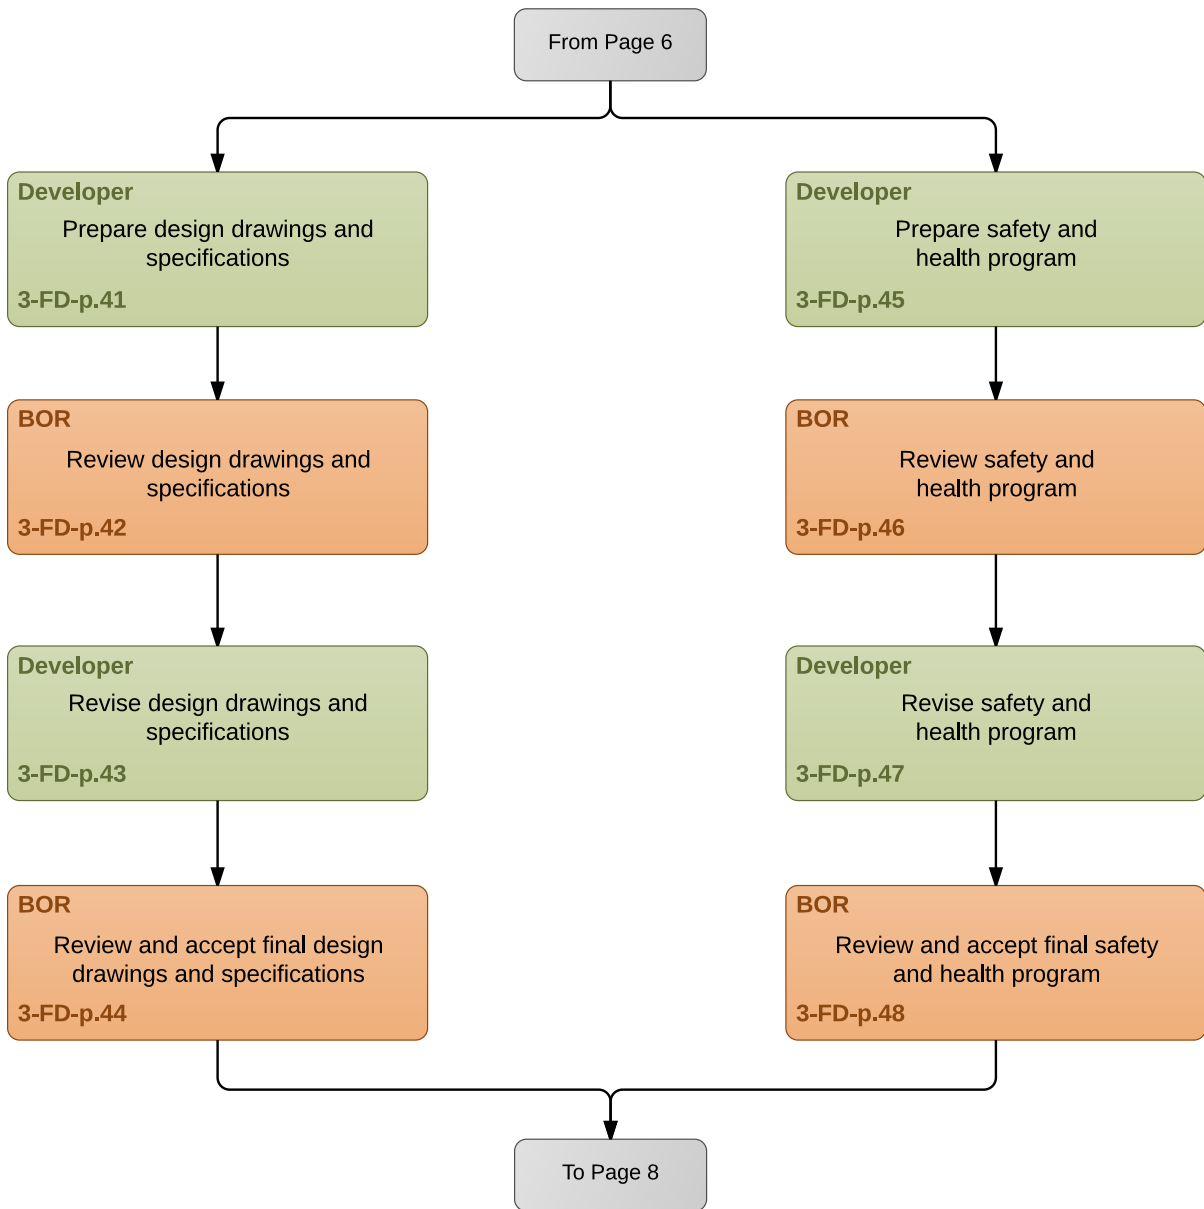 From Page 6
Developer
Prepare design drawings and
specifications
3-FD-p.41
BOR
Review design drawings and
specifications
3-FD-p.42
Developer
Revise design drawings and
specifications
3-FD-p.43
BOR
Review and accept final design
drawings and specifications
3-FD-p.44
Developer
Prepare safety and
health program
3-FD-p.45
BOR
Review safety and
health program
3-FD-p.46
Developer
Revise safety and
health program
3-FD-p.47
BOR
Review and accept final safety
and health program
3-FD-p.48
To Page 8